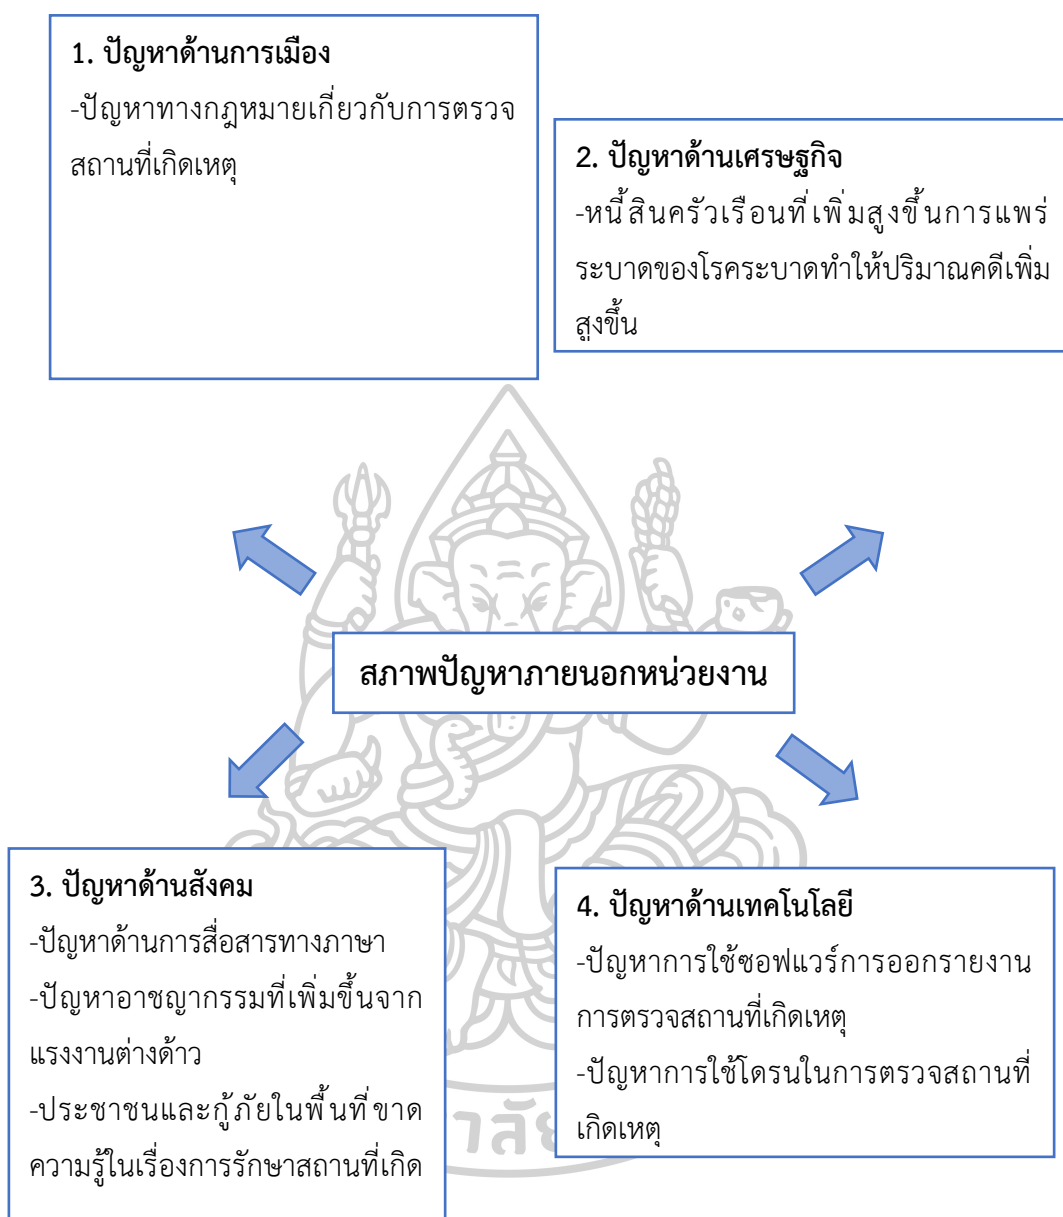 1. ปัญหาด้านการเมือง
-ปัญหาทางกฎหมายเกี่ยวกับการตรวจ
สถานที่เกิดเหตุ
2. ปัญหาด้านเศรษฐกิจ
-หนี้สินครัวเรือนที่เพิ่มสูงขึ้นการแพร่
ระบาดของโรคระบาดทำให้ปริมาณคดีเพิ่ม
สูงขึ้น
สภาพปัญหาภายนอกหน่วยงาน
3. ปัญหาด้านสังคม
-ปัญหาด้านการสื่อสารทางภาษา
-ปัญหาอาชญากรรมที่เพิ่มขึ้นจาก
แรงงานต่างด้าว
-ประชาชนและกู้ภัยในพื้นที่ขาด
ความรู้ในเรื่องการรักษาสถานที่เกิด
4. ปัญหาด้านเทคโนโลยี
-ปัญหาการใช้ซอฟแวร์การออกรายงาน
การตรวจสถานที่เกิดเหตุ
-ปัญหาการใช้โดรนในการตรวจสถานที่
เกิดเหตุ